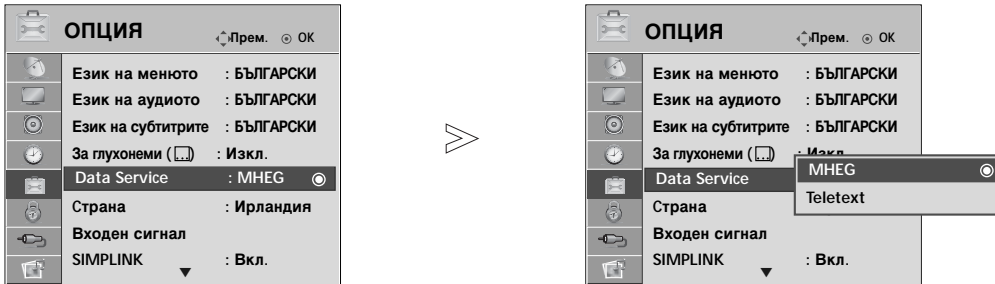 ОПЦИЯ Прем. OK
Език на менюто : БЪЛГАРСКИ
Език на аудиото : БЪЛГАРСКИ
Език на субтитрите : БЪЛГАРСКИ
За глухонеми ( ) : Изкл.
Data Service : MHEG
Страна : Ирландия
Входен сигнал
SIMPLINK : Вкл.
>
ОПЦИЯ Прем. OK
Език на менюто : БЪЛГАРСКИ
Език на аудиото : БЪЛГАРСКИ
Език на субтитрите : БЪЛГАРСКИ
За глухонеми ( ) : Изкл.
Data Service
MHEG
Teletext
Страна
Входен сигнал
SIMPLINK : Вкл.